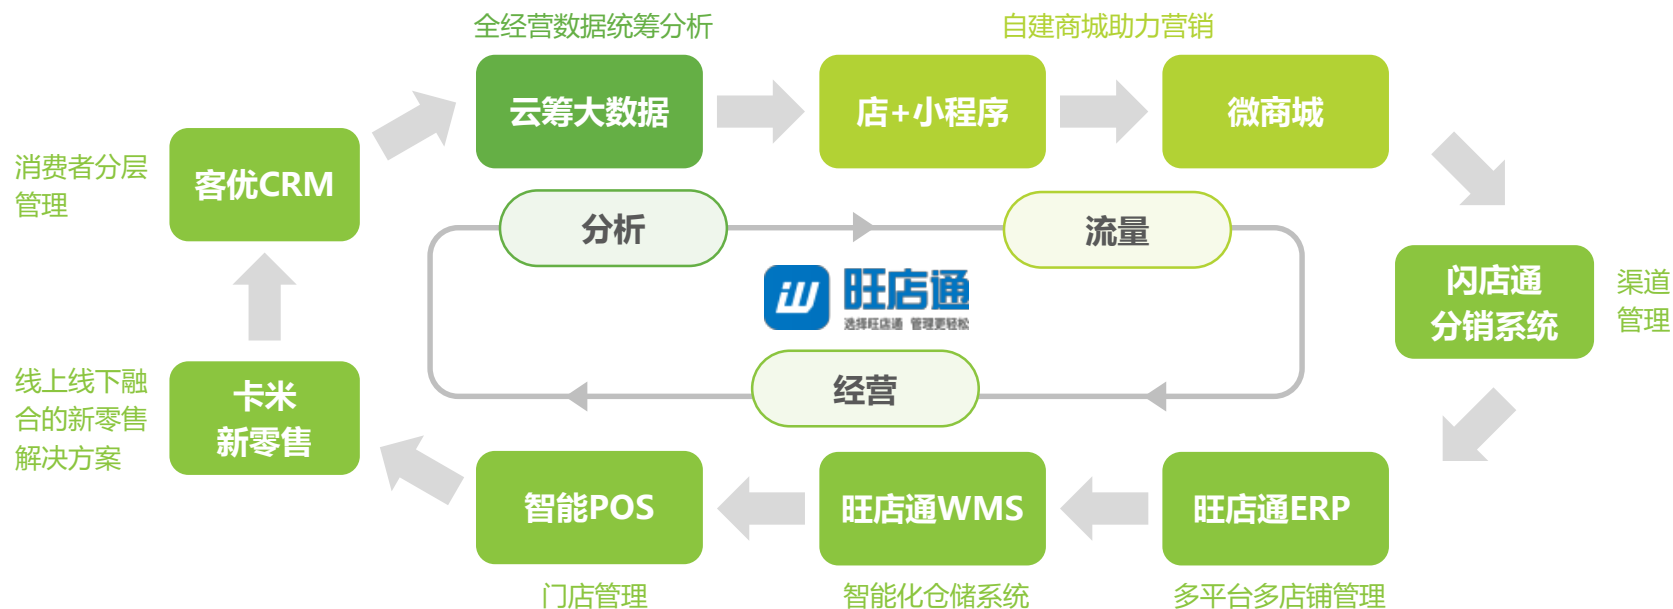 全经营数据统筹分析
自建商城助力营销
云筹大数据
店+小程序
微商城
消费者分层
管理
客优CRM
分析
流量
旺店通
选择旺店通 管理更轻松
闪店通
分销系统
渠道
管理
经营
线上线下融
合的新零售
解决方案
卡米
新零售
智能POS
旺店通WMS
旺店通ERP
门店管理
智能化仓储系统
多平台多店铺管理